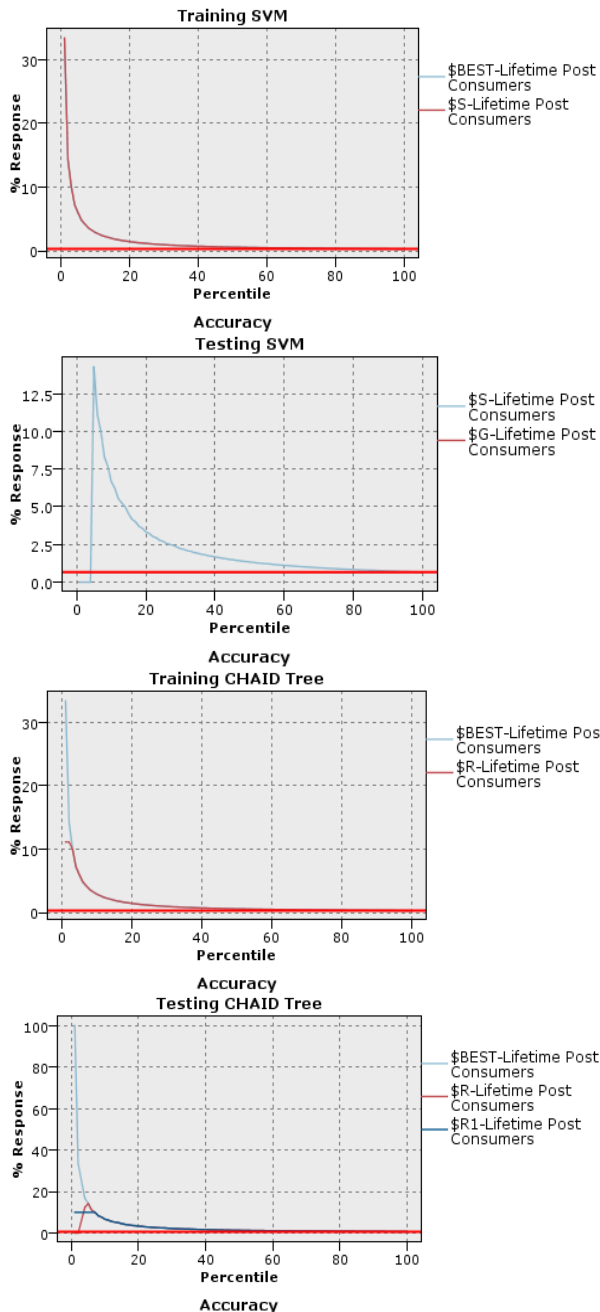 Training SVM
% Response
30
20
10
0
0 20 40 60 80 100
Percentile
$BEST-Lifetime Post
Consumers
$S-Lifetime Post
Consumers
Accuracy
Testing SVM
% Response
12.5
10.0
7.5
5.0
2.5
0.0
0 20 40 60 80 100
Percentile
$S-Lifetime Post
Consumers
$G-Lifetime Post
Consumers
Accuracy
Training CHAID Tree
% Response
30
20
10
0
0 20 40 60 80 100
Percentile
$BEST-Lifetime Pos
Consumers
$R-Lifetime Post
Consumers
Accuracy
Testing CHAID Tree
% Response
100
80
60
40
20
0
0 20 40 60 80 100
Percentile
$BEST-Lifetime Post
Consumers
$R-Lifetime Post
Consumers
$R1-Lifetime Post
Consumers
Accuracy